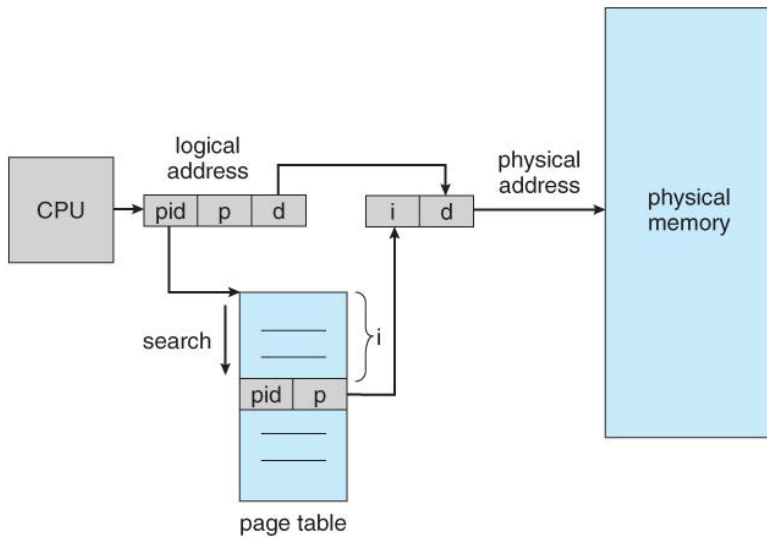 logical
address
CPU
pid p d
i d
physical
address
physical
memory
search
i
pid p
page table